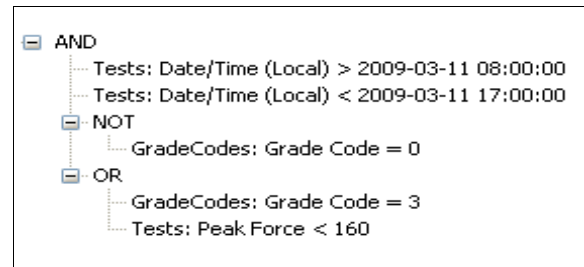 AND
Tests: Date/Time (Local) > 2009-03-11 08:00:00
Tests: Date/Time (Local) < 2009-03-11 17:00:00
NOT
GradeCodes: Grade Code = 0
OR
GradeCodes: Grade Code = 3
Tests: Peak Force < 160